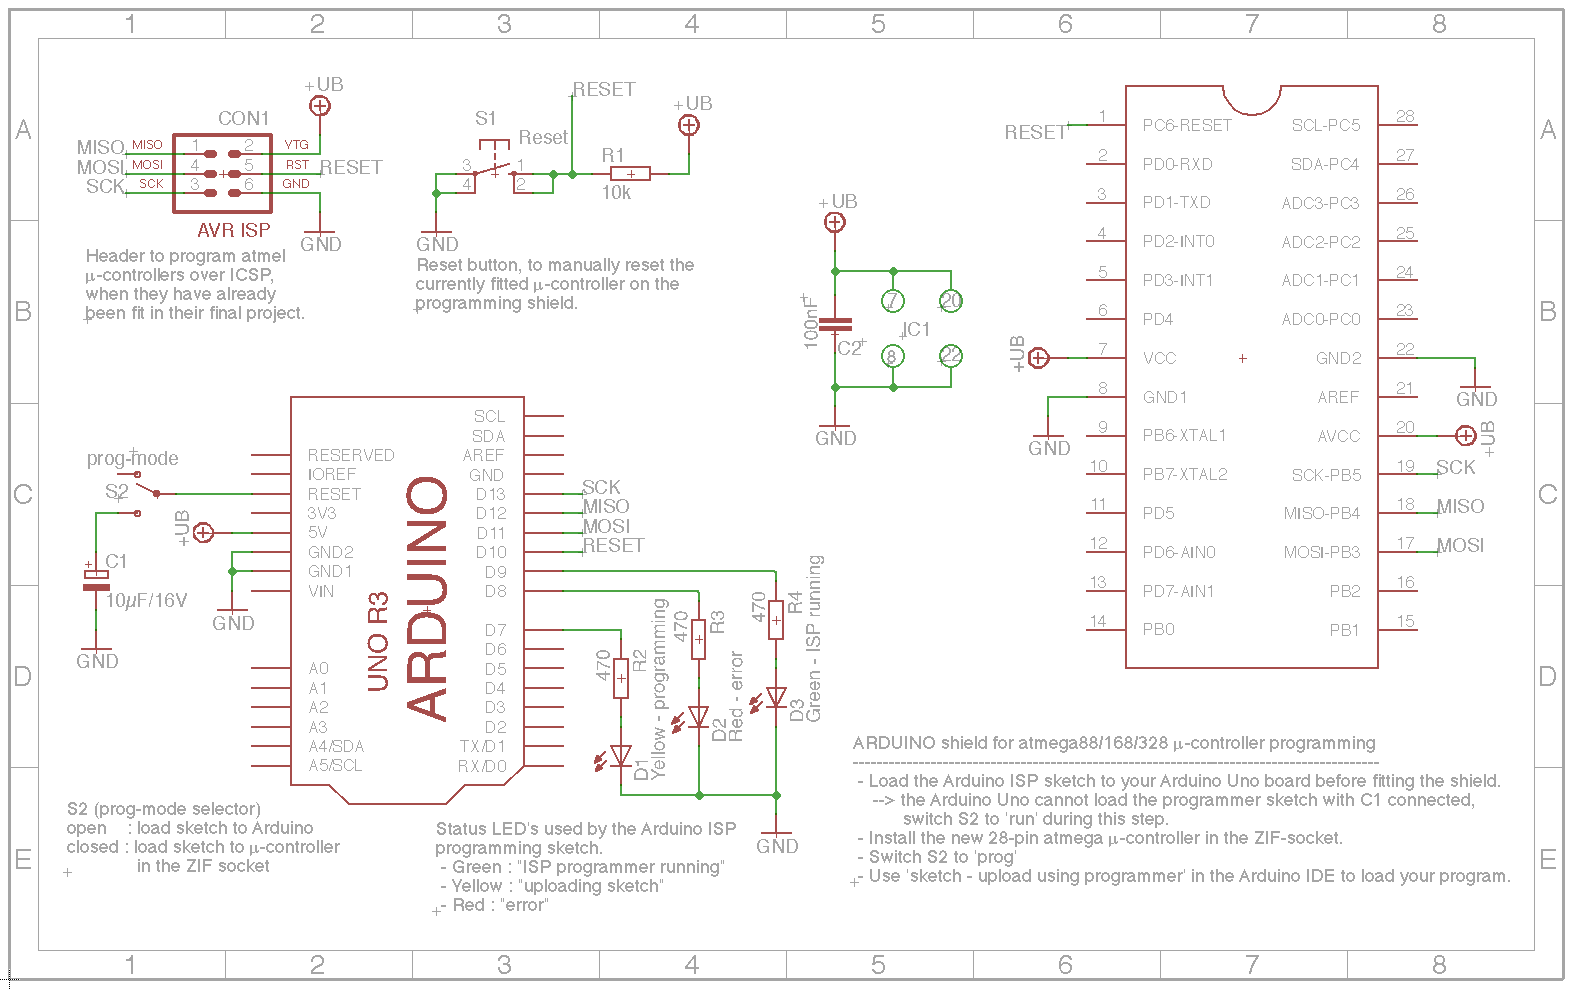 1 2 3 4 5 6 7 8
A
B
C
D
E
A
B
C
D
E
1 2 3 4 5 6 7 8
+UB
CON1
MISO MISO 1 2 VTG
MOSI MOSI 4 5 RST RESET
SCK SCK 3 6 GND
AVR ISP
GND
Header to program atmel
µ-controllers over ICSP,
when they have already
been fit in their final project.
RESET
S1
Reset
3 1
4 2
R1
10k
+UB
GND
Reset button, to manually reset the
currently fitted µ-controller on the
programming shield.
+UB
100nF
C2
7 20
IC1
8 22
GND
RESET 1 PC6-RESET
2 PD0-RXD
3 PD1-TXD
4 PD2-INT0
5 PD3-INT1
6 PD4
+UB 7 VCC
8 GND1
GND
9 PB6-XTAL1
10 PB7-XTAL2
11 PD5
12 PD6-AIN0
13 PD7-AIN1
14 PB0
SCL-PC5 28
SDA-PC4 27
ADC3-PC3 26
ADC2-PC2 25
ADC1-PC1 24
ADC0-PC0 23
GND2 22
GND
AREF 21
AVCC 20 +UB
SCK-PB5 19 SCK
MISO-PB4 18 MISO
MOSI-PB3 17 MOSI
PB2 16
PB1 15
prog-mode
S2
+UB
C1
10µF/16V
GND
GND
RESERVED
IOREF
RESET
3V3
5V
GND2
GND1
VIN
A0
A1
A2
A3
A4/SDA
A5/SCL
UNO R3
ARDUINO
SCL
SDA
AREF
GND
D13 SCK
D12 MISO
D11 MOSI
D10 RESET
D9
D8
D7
D6
D5
D4
D3
D2
TX/D1
RX/D0
470
R2
D1
Yellow - programming
470
R3
D2
Red - error
470
R4
D3
Green - ISP running
GND
S2 (prog-mode selector)
open : load sketch to Arduino
closed : load sketch to µ-controller
in the ZIF socket
Status LED's used by the Arduino ISP
programming sketch.
- Green : "ISP programmer running"
- Yellow : "uploading sketch"
- Red : "error"
ARDUINO shield for atmega88/168/328 µ-controller programming
--------------------------------------------------------------------------------
- Load the Arduino ISP sketch to your Arduino Uno board before fitting the shield.
--> the Arduino Uno cannot load the programmer sketch with C1 connected,
switch S2 to 'run' during this step.
- Install the new 28-pin atmega µ-controller in the ZIF-socket.
- Switch S2 to 'prog'
- Use 'sketch - upload using programmer' in the Arduino IDE to load your program.